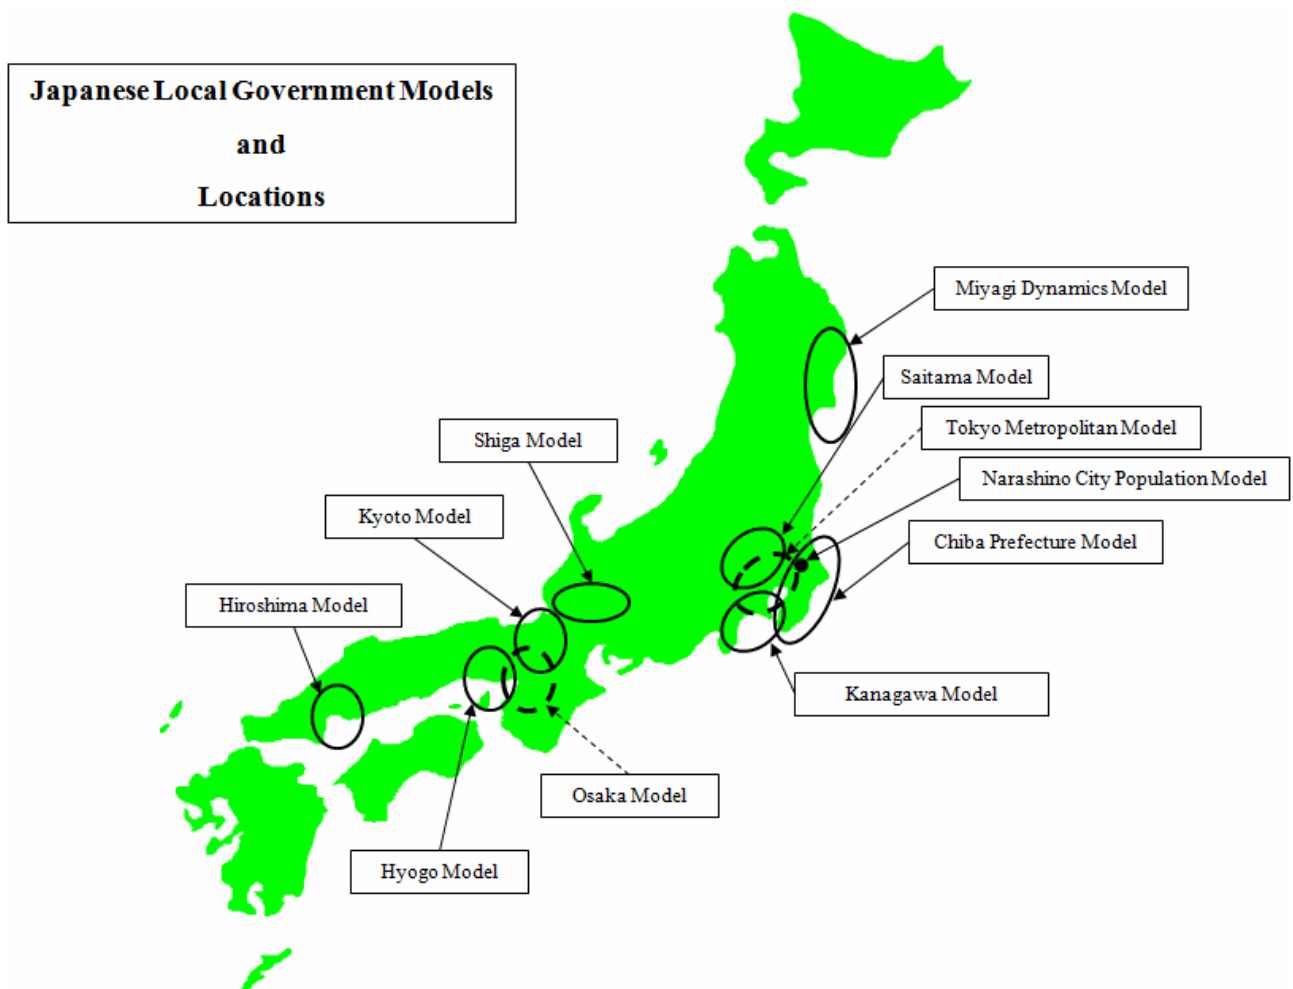 Japanese Local Government Models
and
Locations
Miyagi Dynamics Model
Saitama Model
Tokyo Metropolitan Model
Shiga Model
Narashino City Population Model
Kyoto Model
Chiba Prefecture Model
Hiroshima Model
Kanagawa Model
Osaka Model
Hyogo Model